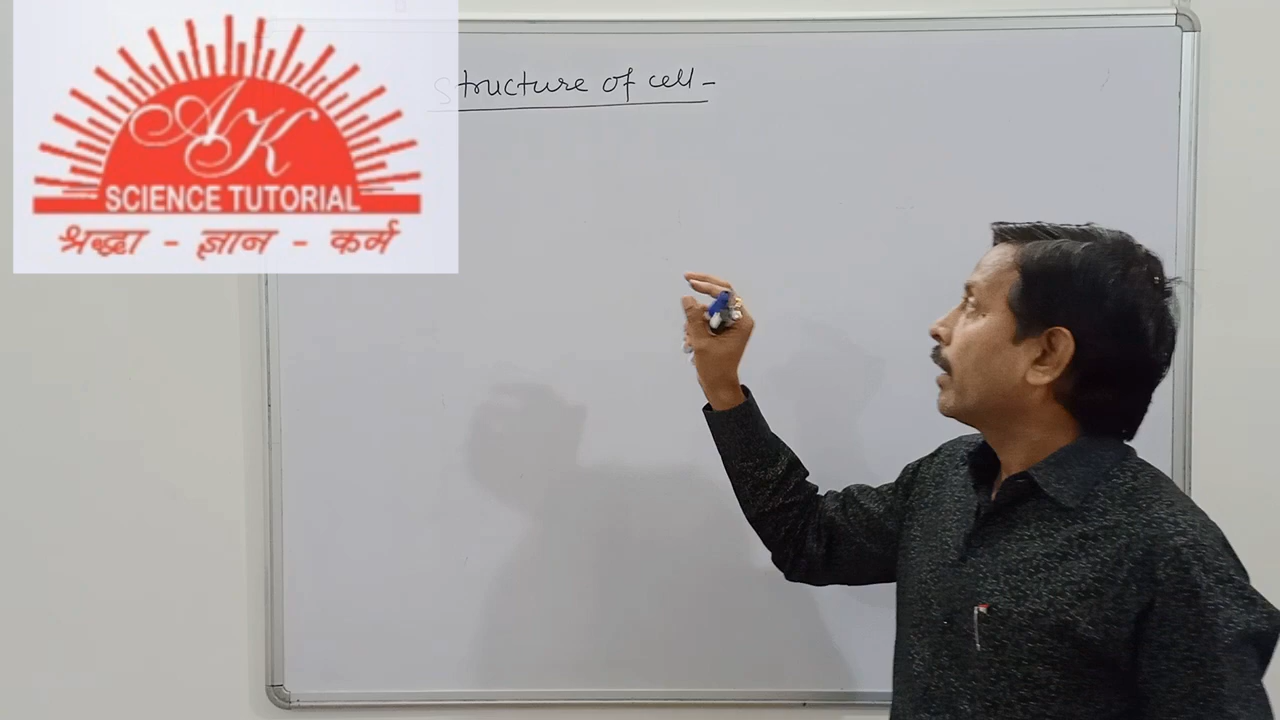 Structure of cell -
AK
SCIENCE TUTORIAL
श्रद्धा - ज्ञान - कर्म